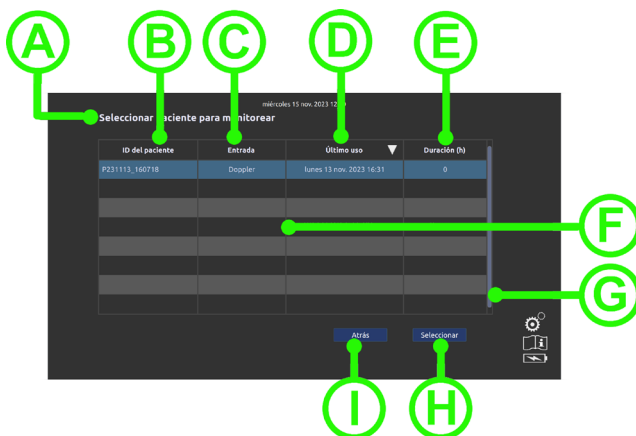 A B C D E
miércoles 15 nov. 2023
Seleccionar paciente para monitorear
ID del paciente Entrada Último uso Duración (h)
P231113_160718 Doppler lunes 13 nov. 2023 16:31 0
F
G
Atrás Seleccionar
I H